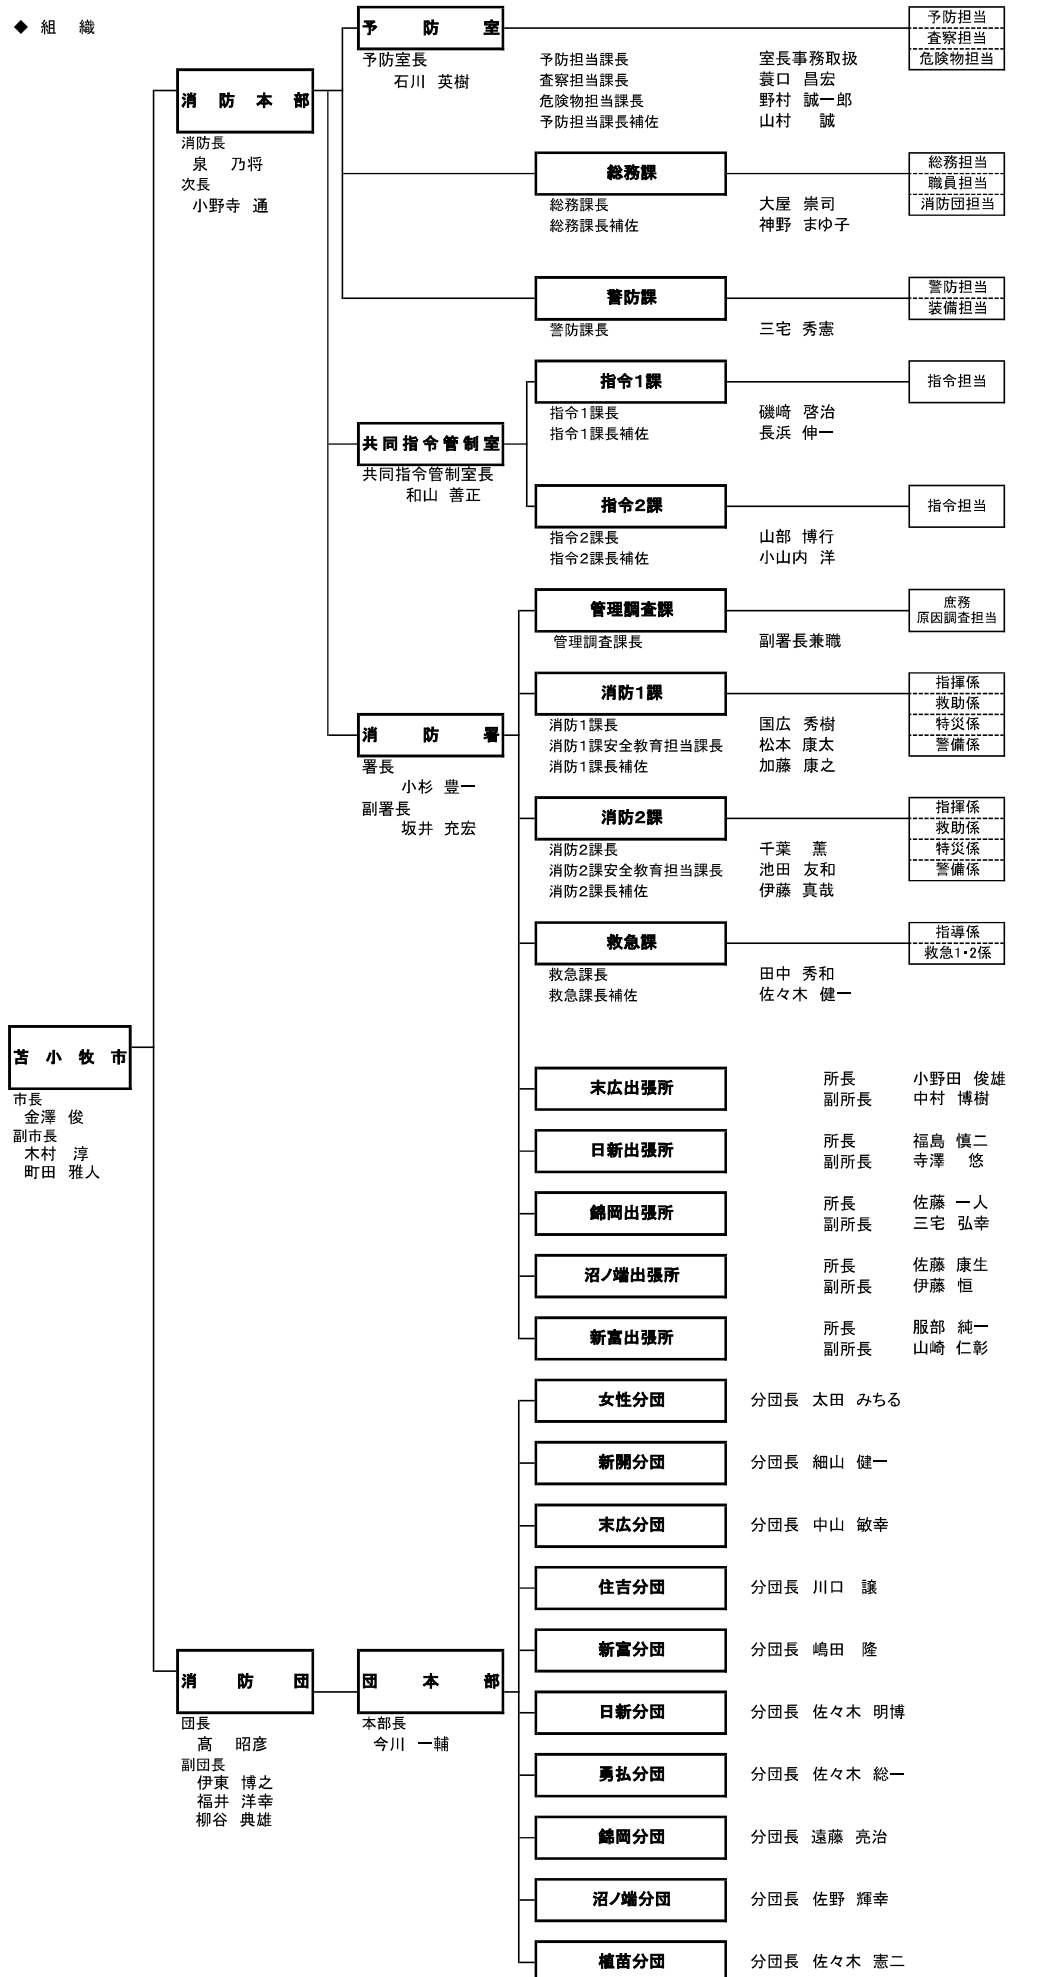 ◆ 組 織
予 防 室
予防室長
石川 英樹
予防担当課長 室長事務取扱
査察担当課長 蓑口 昌宏
危険物担当課長 野村 誠一郎
予防担当課長補佐 山村 誠
予防担当
査察担当
危険物担当
消 防 本 部
消防長
泉 乃将
次長
小野寺 通
総務課
総務課長 大屋 崇司
総務課長補佐 神野 まゆ子
総務担当
職員担当
消防団担当
警防課
警防課長 三宅 秀憲
警防担当
装備担当
共同指令管制室
共同指令管制室長
和山 善正
指令1課
指令1課長 磯﨑 啓治
指令1課長補佐 長浜 伸一
指令担当
指令2課
指令2課長 山部 博行
指令2課長補佐 小山内 洋
指令担当
消 防 署
署長
小杉 豊一
副署長
坂井 充宏
管理調査課
管理調査課長 副署長兼職
庶務
原因調査担当
消防1課
消防1課長 国広 秀樹
消防1課安全教育担当課長 松本 康太
消防1課長補佐 加藤 康之
指揮係
救助係
特災係
警備係
消防2課
消防2課長 千葉 薫
消防2課安全教育担当課長 池田 友和
消防2課長補佐 伊藤 真哉
指揮係
救助係
特災係
警備係
救急課
救急課長 田中 秀和
救急課長補佐 佐々木 健一
指導係
救急1・2係
苫 小 牧 市
市長
金澤 俊
副市長
木村 淳
町田 雅人
末広出張所
所長 小野田 俊雄
副所長 中村 博樹
日新出張所
所長 福島 慎二
副所長 寺澤 悠
錦岡出張所
所長 佐藤 一人
副所長 三宅 弘幸
沼ノ端出張所
所長 佐藤 康生
副所長 伊藤 恒
新富出張所
所長 服部 純一
副所長 山崎 仁彰
消 防 団
団長
髙 昭彦
副団長
伊東 博之
福井 洋幸
柳谷 典雄
団 本 部
本部長
今川 一輔
女性分団 分団長 太田 みちる
新開分団 分団長 細山 健一
末広分団 分団長 中山 敏幸
住吉分団 分団長 川口 譲
新富分団 分団長 嶋田 隆
日新分団 分団長 佐々木 明博
勇払分団 分団長 佐々木 総一
錦岡分団 分団長 遠藤 亮治
沼ノ端分団 分団長 佐野 輝幸
植苗分団 分団長 佐々木 憲二